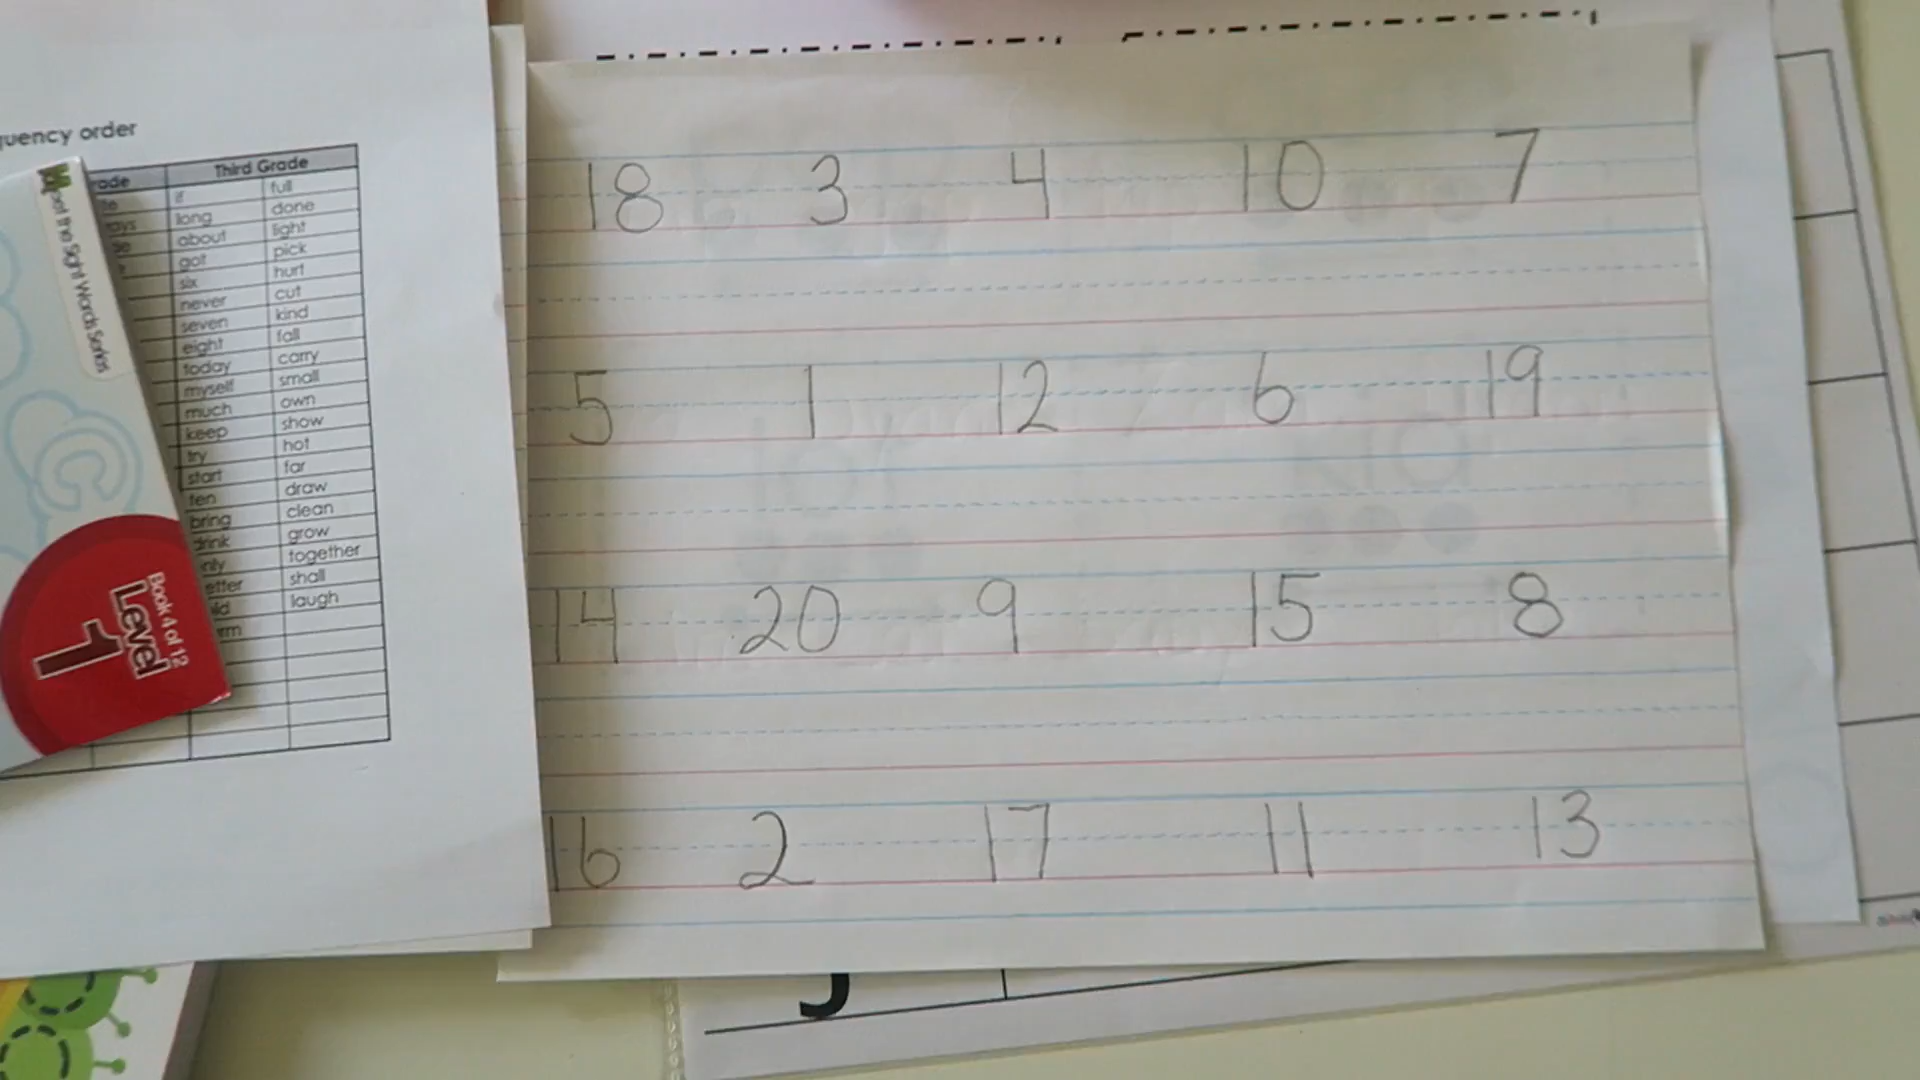 quency order
rade Third Grade
if full
long done
about light
got pick
six hurt
never cut
seven kind
eight fall
today carry
myself small
much own
keep show
try hot
start far
ten draw
bring clean
grow
together
shall
laugh
Meet the Sight Words Series
Book 4 of 12
Level
1
18 3 4 10 7
5 1 12 6 19
14 20 9 15 8
16 2 17 11 13